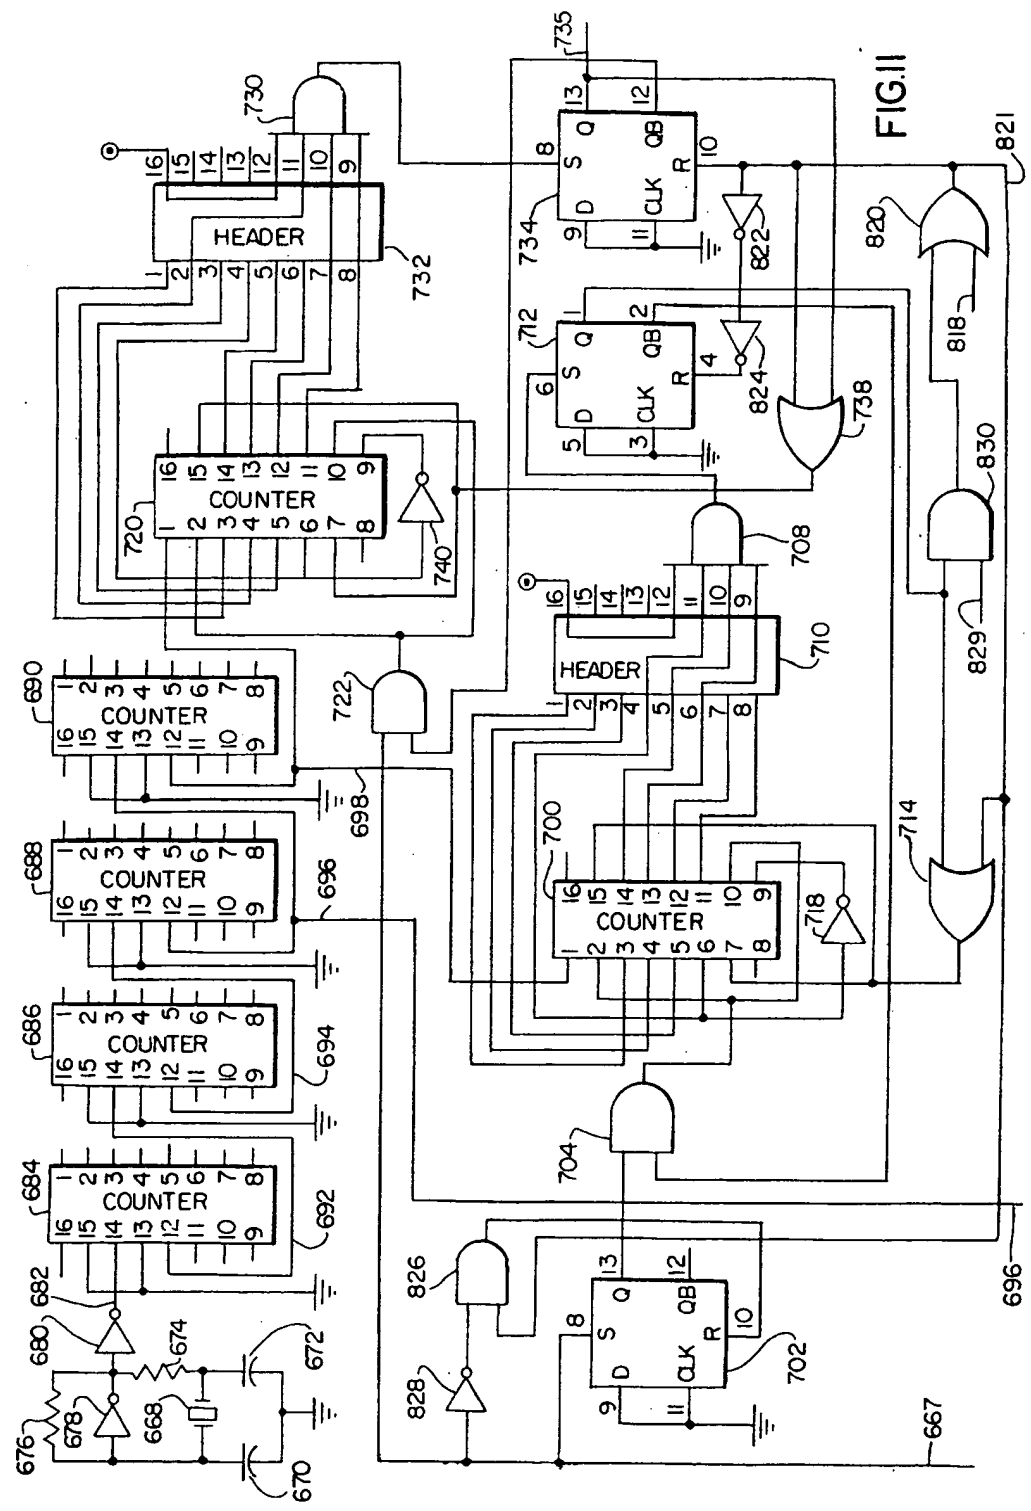 FIG.11
676
678
668
670
672
674
680
682
684
COUNTER
16 15 14 13 12 11 10 9
1 2 3 4 5 6 7 8
692
686
COUNTER
16 15 14 13 12 11 10 9
1 2 3 4 5 6 7 8
694
688
COUNTER
16 15 14 13 12 11 10 9
1 2 3 4 5 6 7 8
696
690
COUNTER
16 15 14 13 12 11 10 9
1 2 3 4 5 6 7 8
698
720
COUNTER
1 2 3 4 5 6 7 8
16 15 14 13 12 11 10 9
740
722
HEADER
1 2 3 4 5 6 7 8
16 15 14 13 12 11 10 9
732
730
828
826
702
8
S
9 D
11 CLK
Q 13
QB 12
R 10
704
700
COUNTER
1 2 3 4 5 6 7 8
16 15 14 13 12 11 10 9
718
HEADER
1 2 3 4 5 6 7 8
16 15 14 13 12 11 10 9
710
708
712
6
S
5 D
3 CLK
Q 1
QB 2
R 4
734
8
S
9 D
11 CLK
Q 13
QB 12
R 10
735
822
824
738
714
829
830
818
820
821
667
696